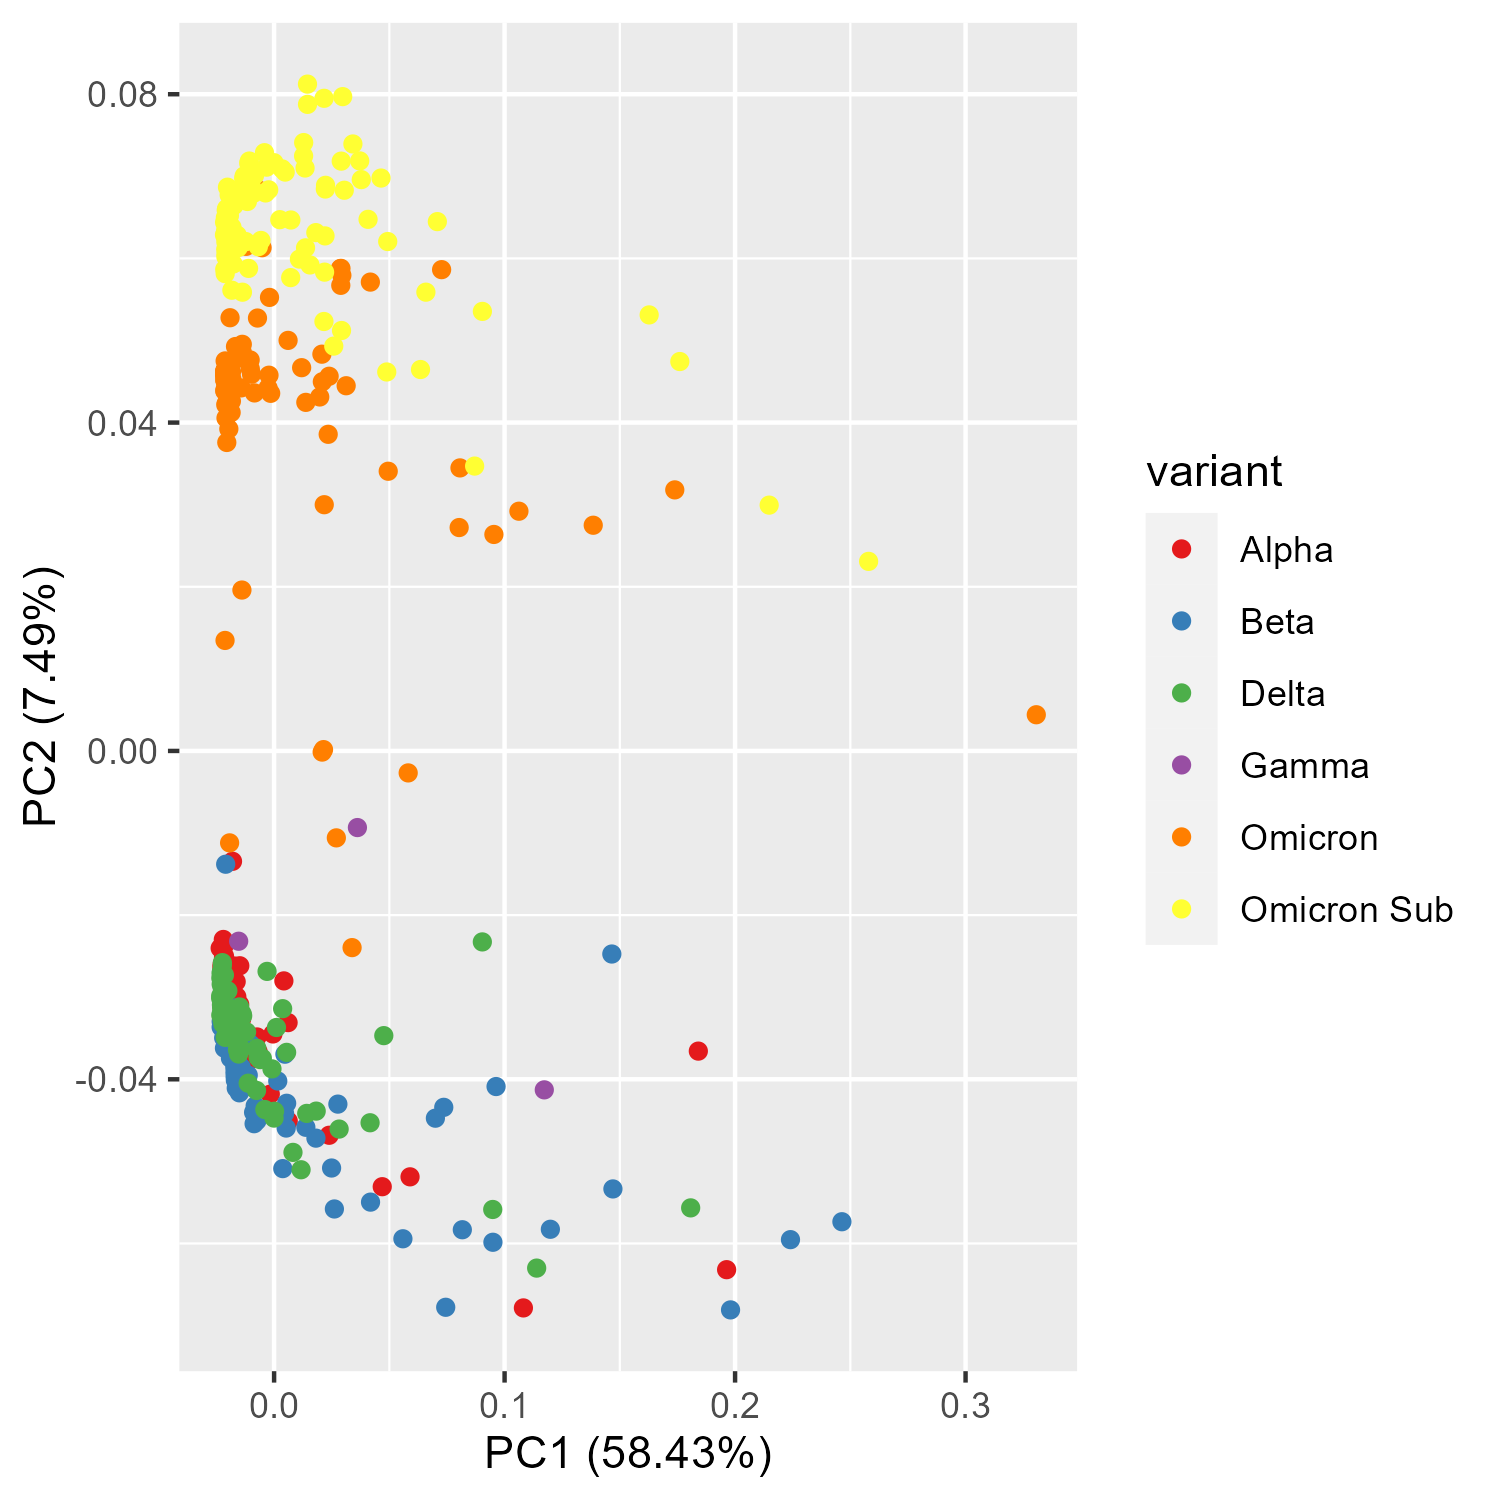 0.08
0.04
0.00
-0.04
PC2 (7.49%)
0.0 0.1 0.2 0.3
PC1 (58.43%)
variant
Alpha
Beta
Delta
Gamma
Omicron
Omicron Sub